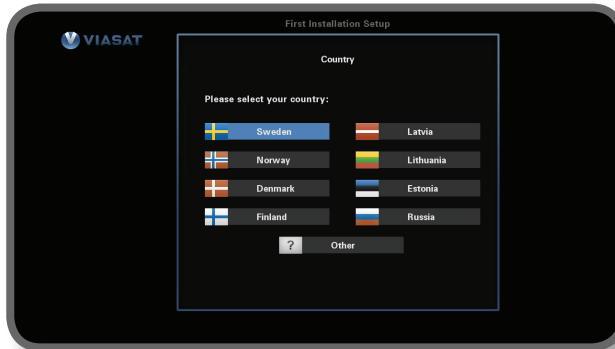 First Installation Setup
VIASAT
Country
Please select your country:
Sweden
Latvia
Norway
Lithuania
Denmark
Estonia
Finland
Russia
? Other